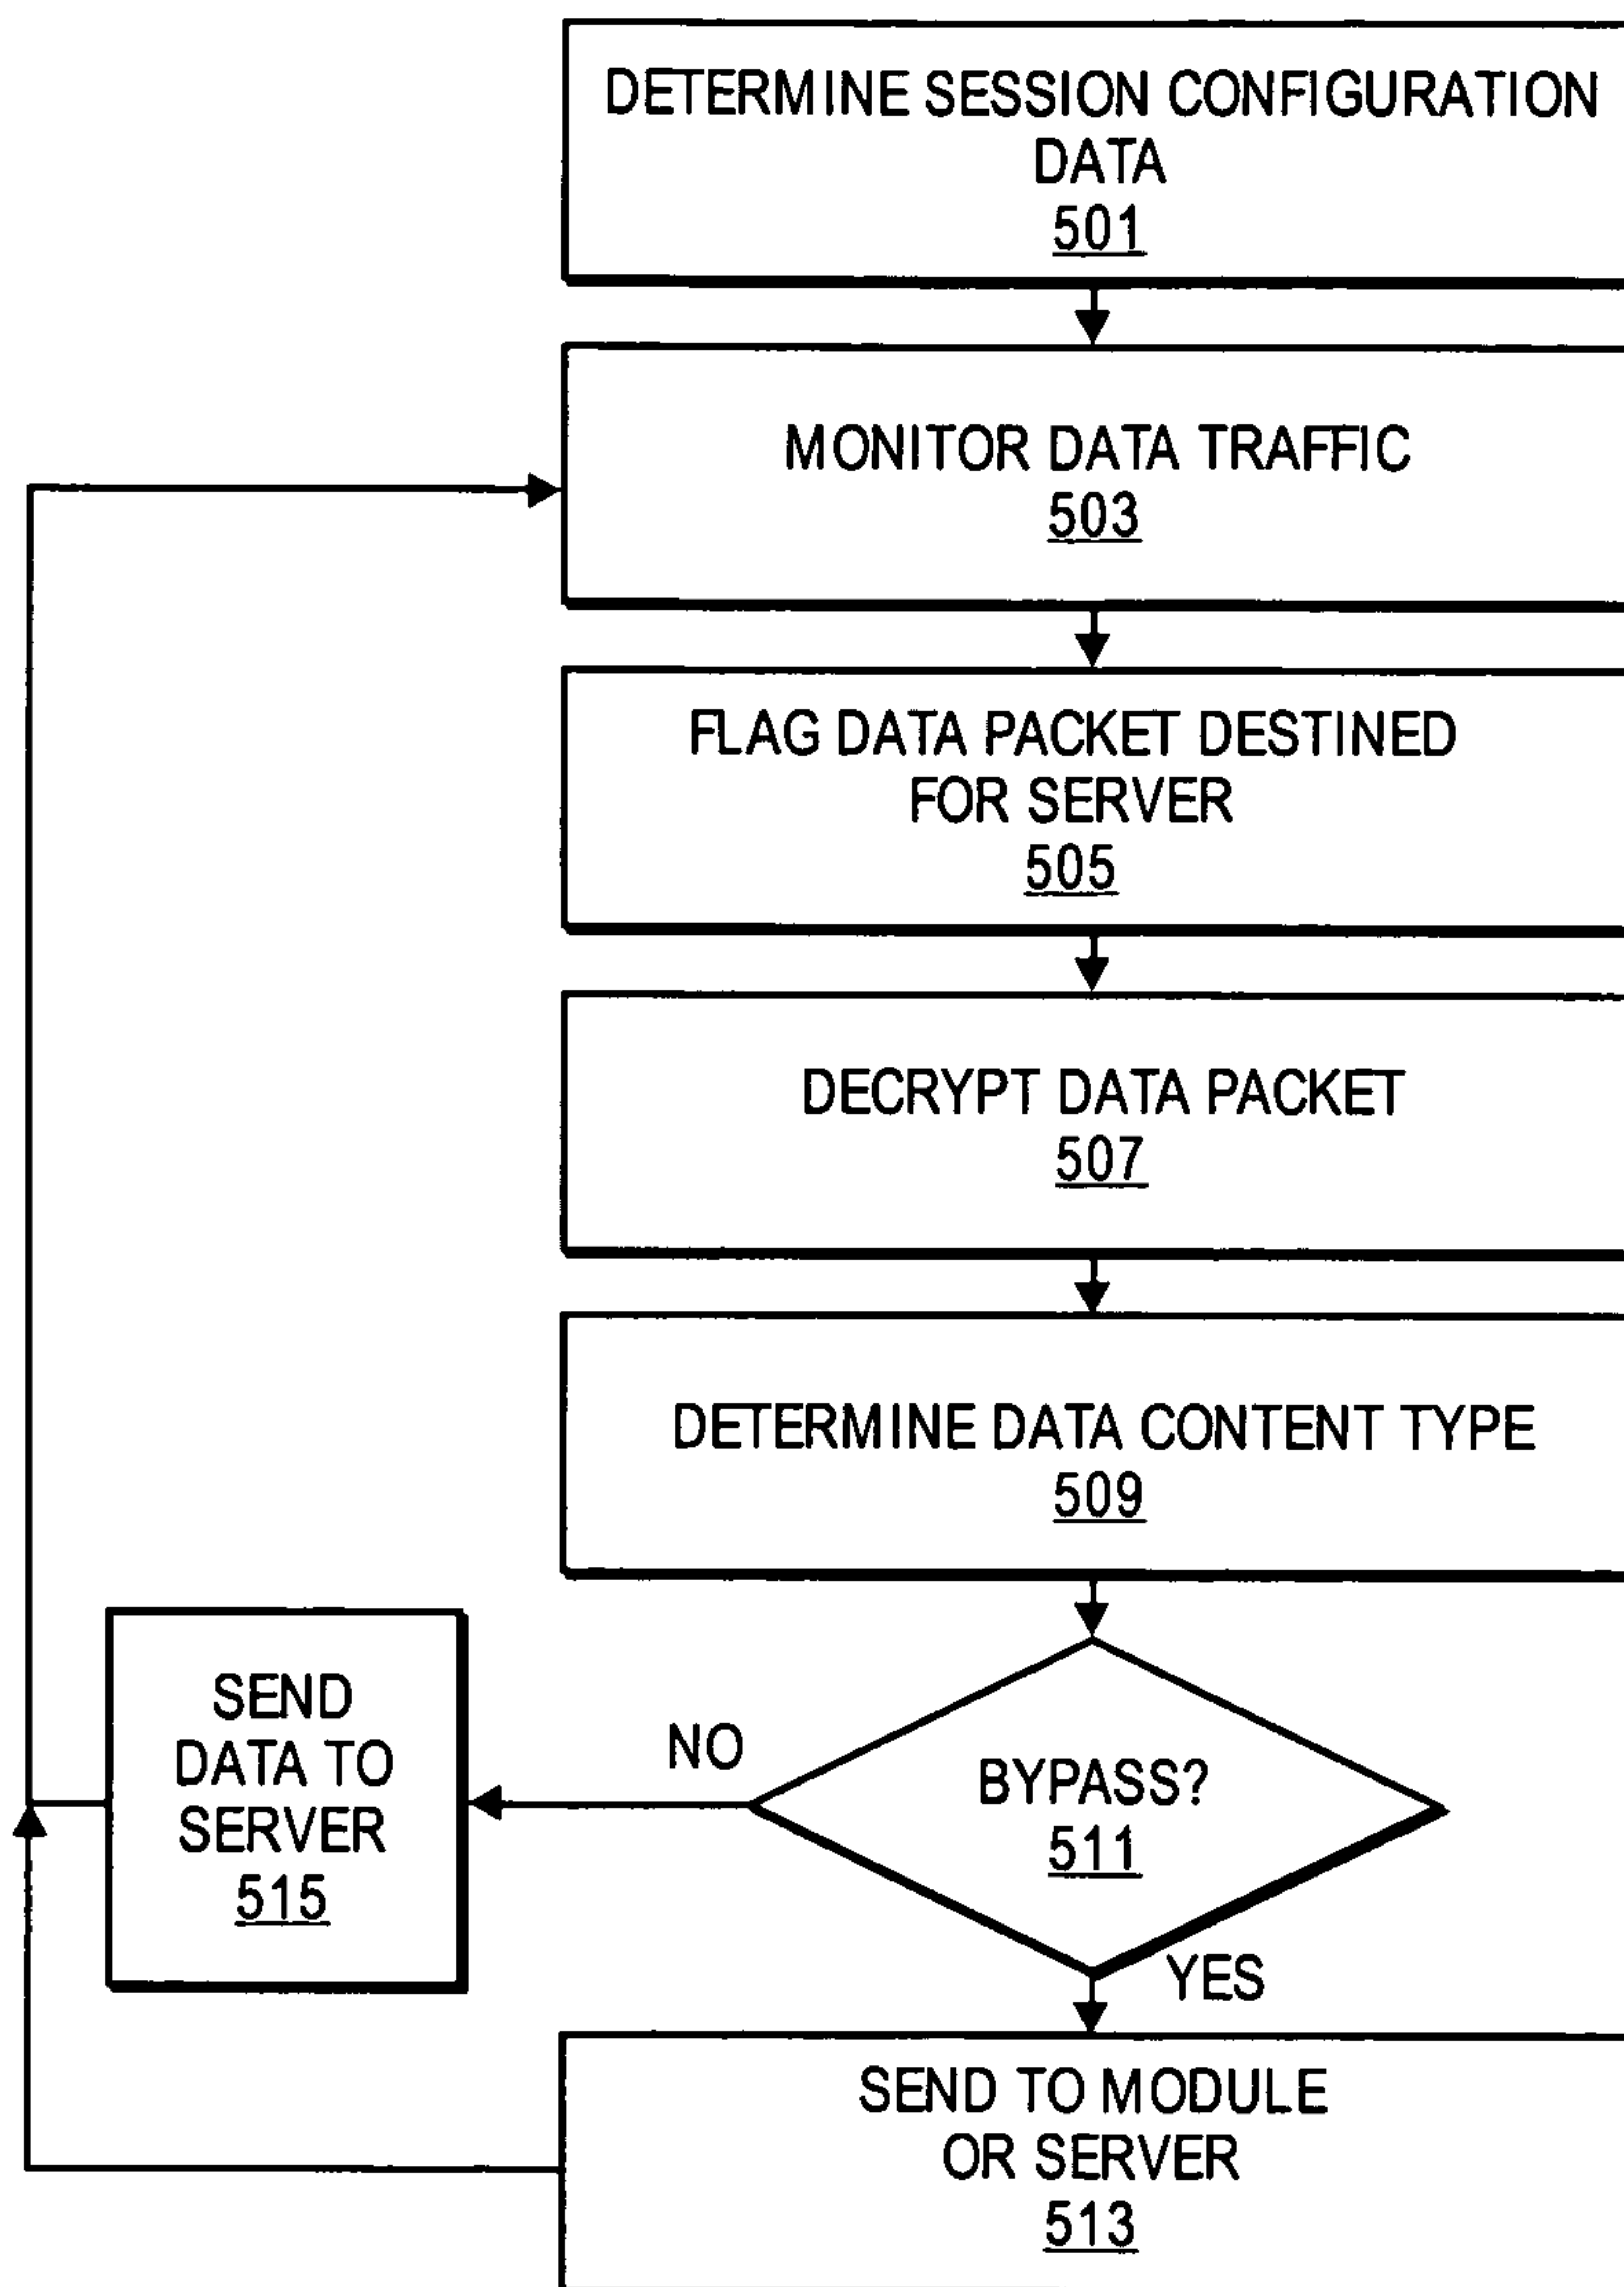 DETERMINE SESSION CONFIGURATION
DATA
501
MONITOR DATA TRAFFIC
503
FLAG DATA PACKET DESTINED
FOR SERVER
505
DECRYPT DATA PACKET
507
DETERMINE DATA CONTENT TYPE
509
BYPASS?
511
NO
SEND
DATA TO
SERVER
515
YES
SEND TO MODULE
OR SERVER
513